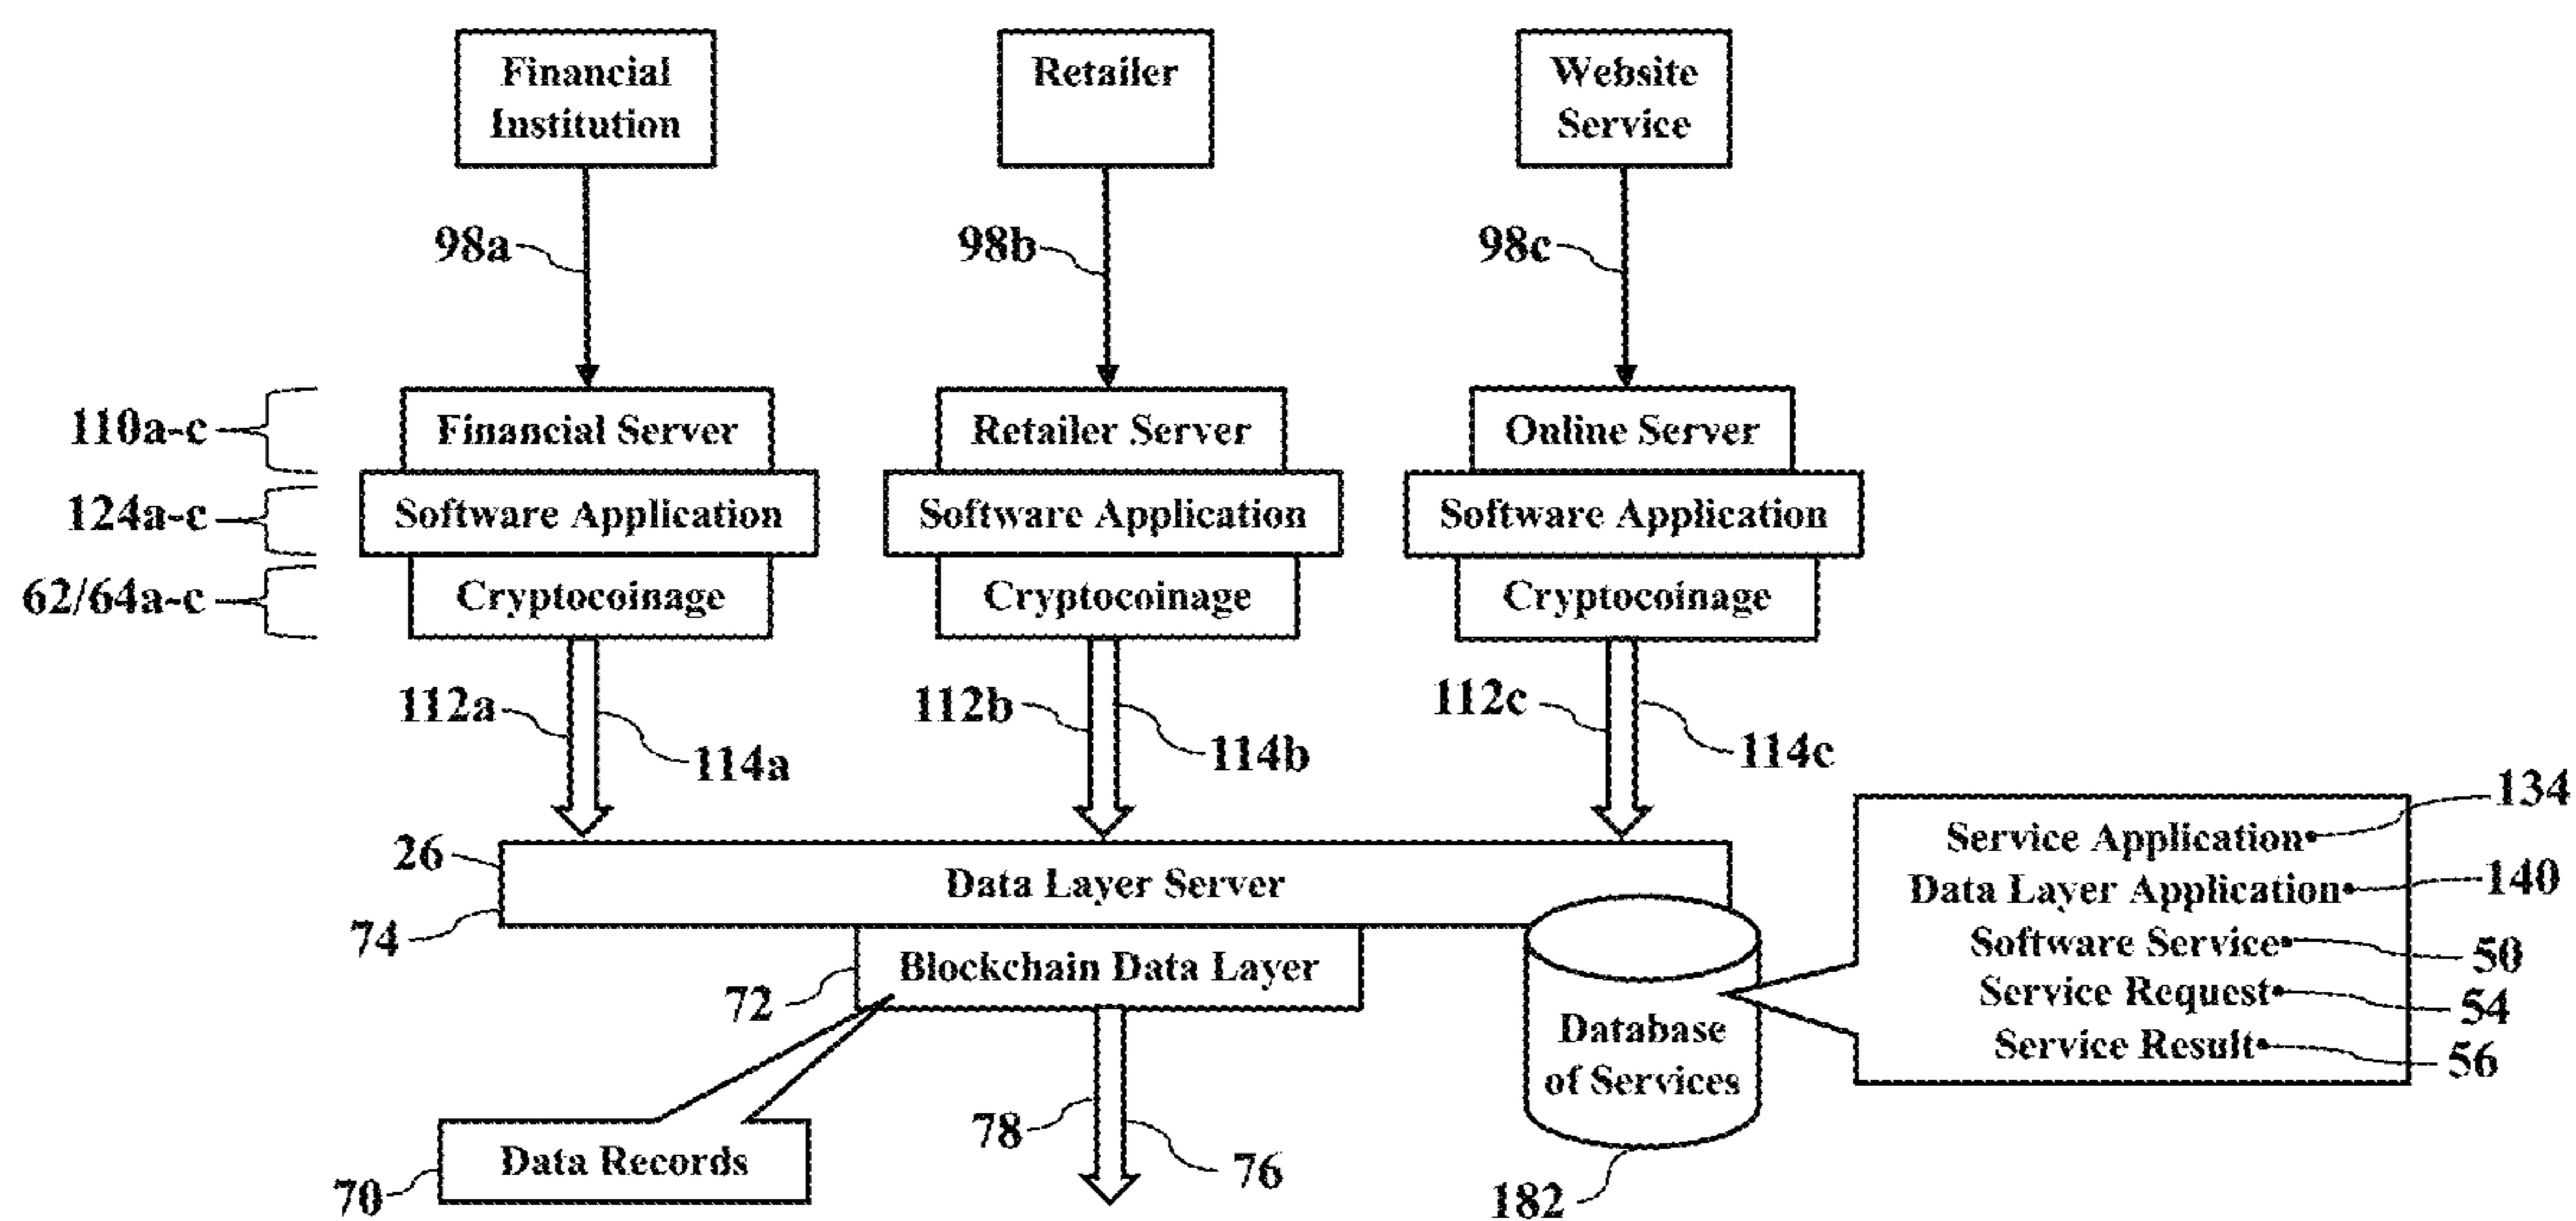 Financial
Institution
Retailer
Website
Service
98a
98b
98c
110a-c
Financial Server
Retailer Server
Online Server
124a-c
Software Application
Software Application
Software Application
62/64a-c
Cryptocoinage
Cryptocoinage
Cryptocoinage
112a
114a
112b
114b
112c
114c
26
74
Data Layer Server
72
Blockchain Data Layer
Data Records
70
78
76
Database
of Services
182
Service Application
134
Data Layer Application
140
Software Service
50
Service Request
54
Service Result
56